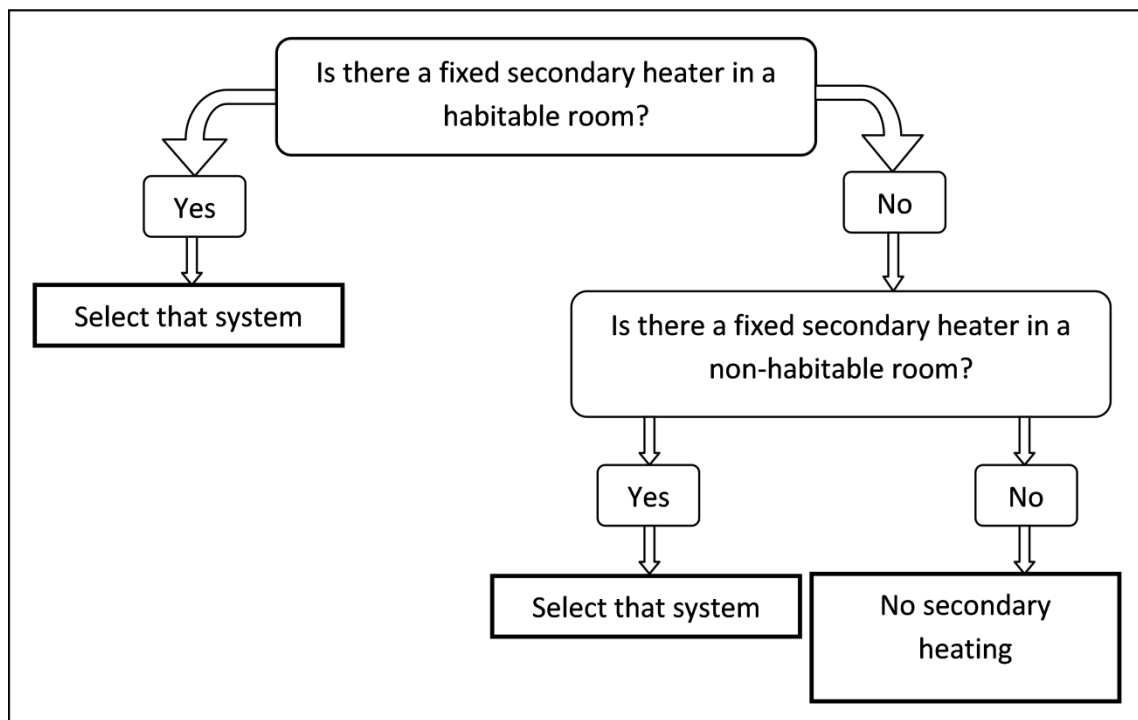 Is there a fixed secondary heater in a
habitable room?
Yes
No
Select that system
Is there a fixed secondary heater in a
non-habitable room?
Yes
No
Select that system
No secondary
heating